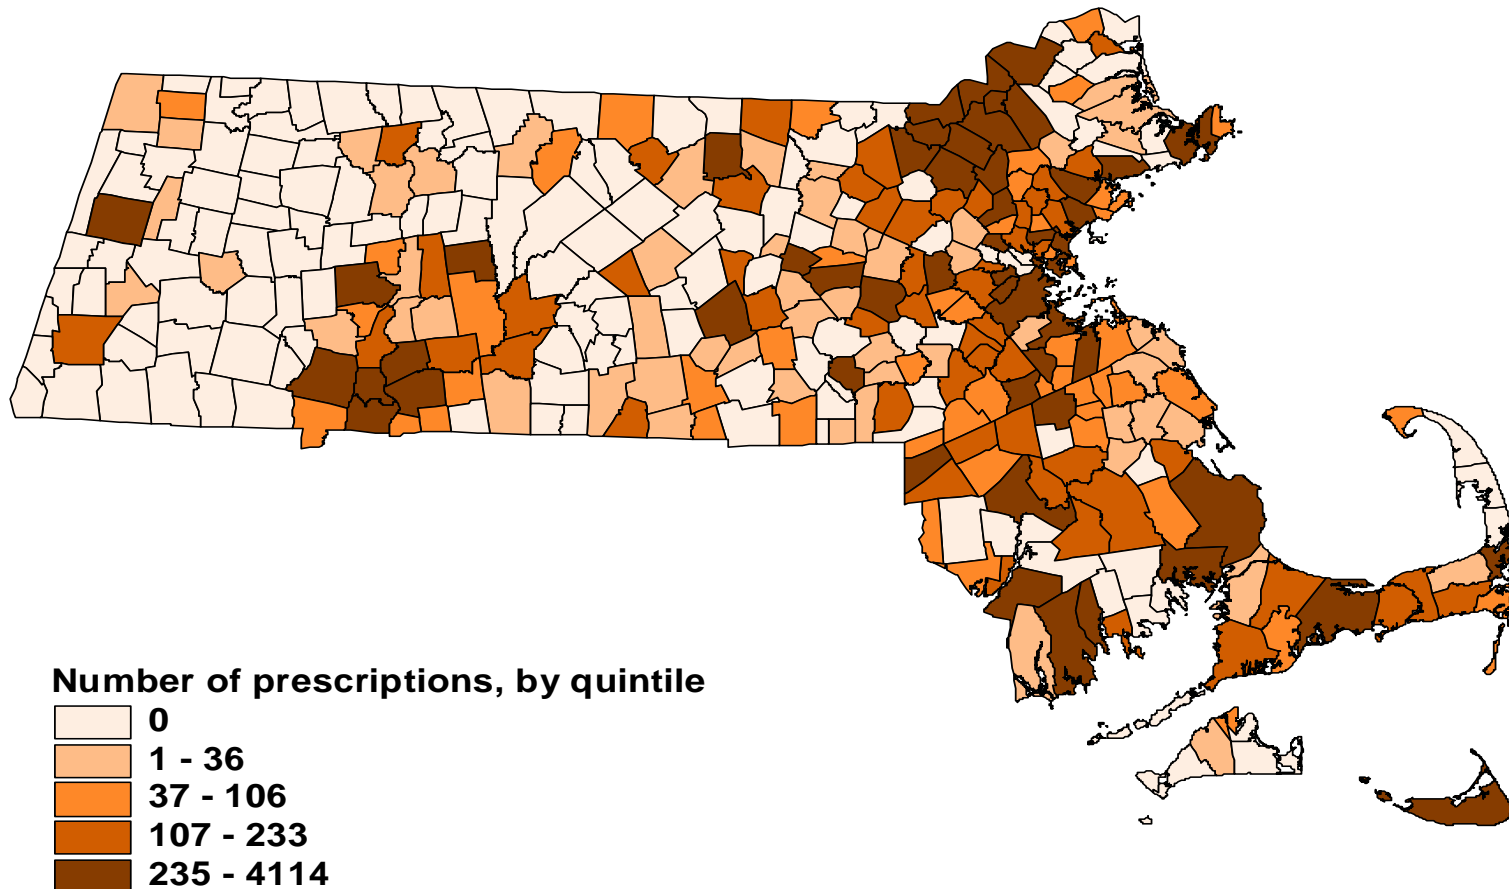 Number of prescriptions, by quintile
0
1 - 36
37 - 106
107 - 233
235 - 4114